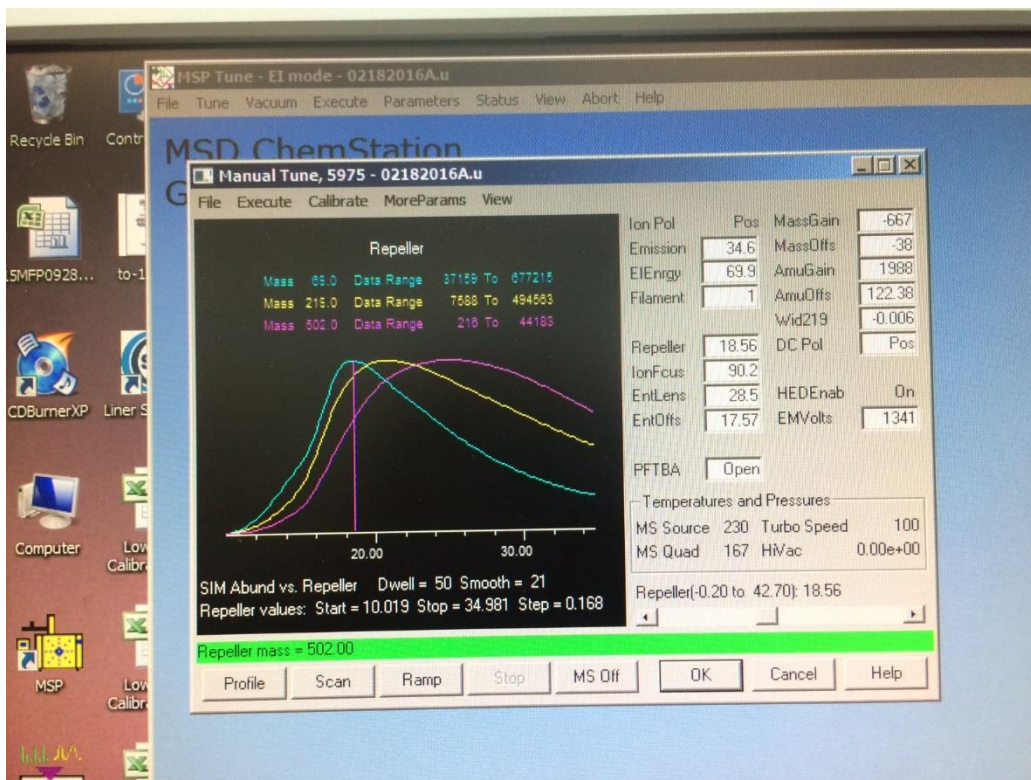 Recycle Bin
Contr
15MFP0928...
to-1
CDBurnerXP
Liner S
Computer
Low
Calibr
MSP
Low
Calibr
MSP Tune - EI mode - 02182016A.u
File Tune Vacuum Execute Parameters Status View Abort Help
MSD ChemStation
G
Manual Tune, 5975 - 02182016A.u
File Execute Calibrate MoreParams View
Repeller
Mass 69.0 Data Range 37159 To 677215
Mass 219.0 Data Range 7588 To 494563
Mass 502.0 Data Range 216 To 44183
20.00 30.00
SIM Abund vs. Repeller Dwell = 50 Smooth = 21
Repeller values: Start = 10.019 Stop = 34.981 Step = 0.168
Ion Pol Pos MassGain -667
Emission 34.6 MassOffs -38
EIEnrgy 69.9 AmuGain 1988
Filament 1 AmuOffs 122.38
Wid219 -0.006
Repeller 18.56 DC Pol Pos
IonFcus 90.2
EntLens 28.5 HEDEnab On
EntOffs 17.57 EMVolts 1341
PFTBA Open
Temperatures and Pressures
MS Source 230 Turbo Speed 100
MS Quad 167 HiVac 0.00e+00
Repeller(-0.20 to 42.70): 18.56
Repeller mass = 502.00
Profile Scan Ramp Stop MS Off OK Cancel Help